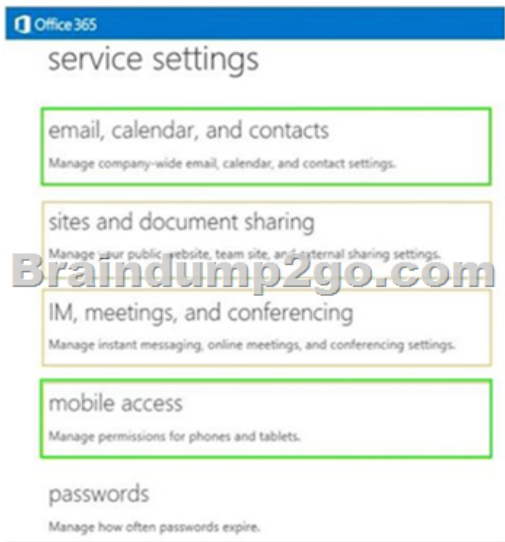 Office 365
service settings
email, calendar, and contacts
Manage company-wide email, calendar, and contact settings.
sites and document sharing
Manage your public website, team site, and external sharing settings.
Braindump2go.com
IM, meetings, and conferencing
Manage instant messaging, online meetings, and conferencing settings.
mobile access
Manage permissions for phones and tablets.
passwords
Manage how often passwords expire.